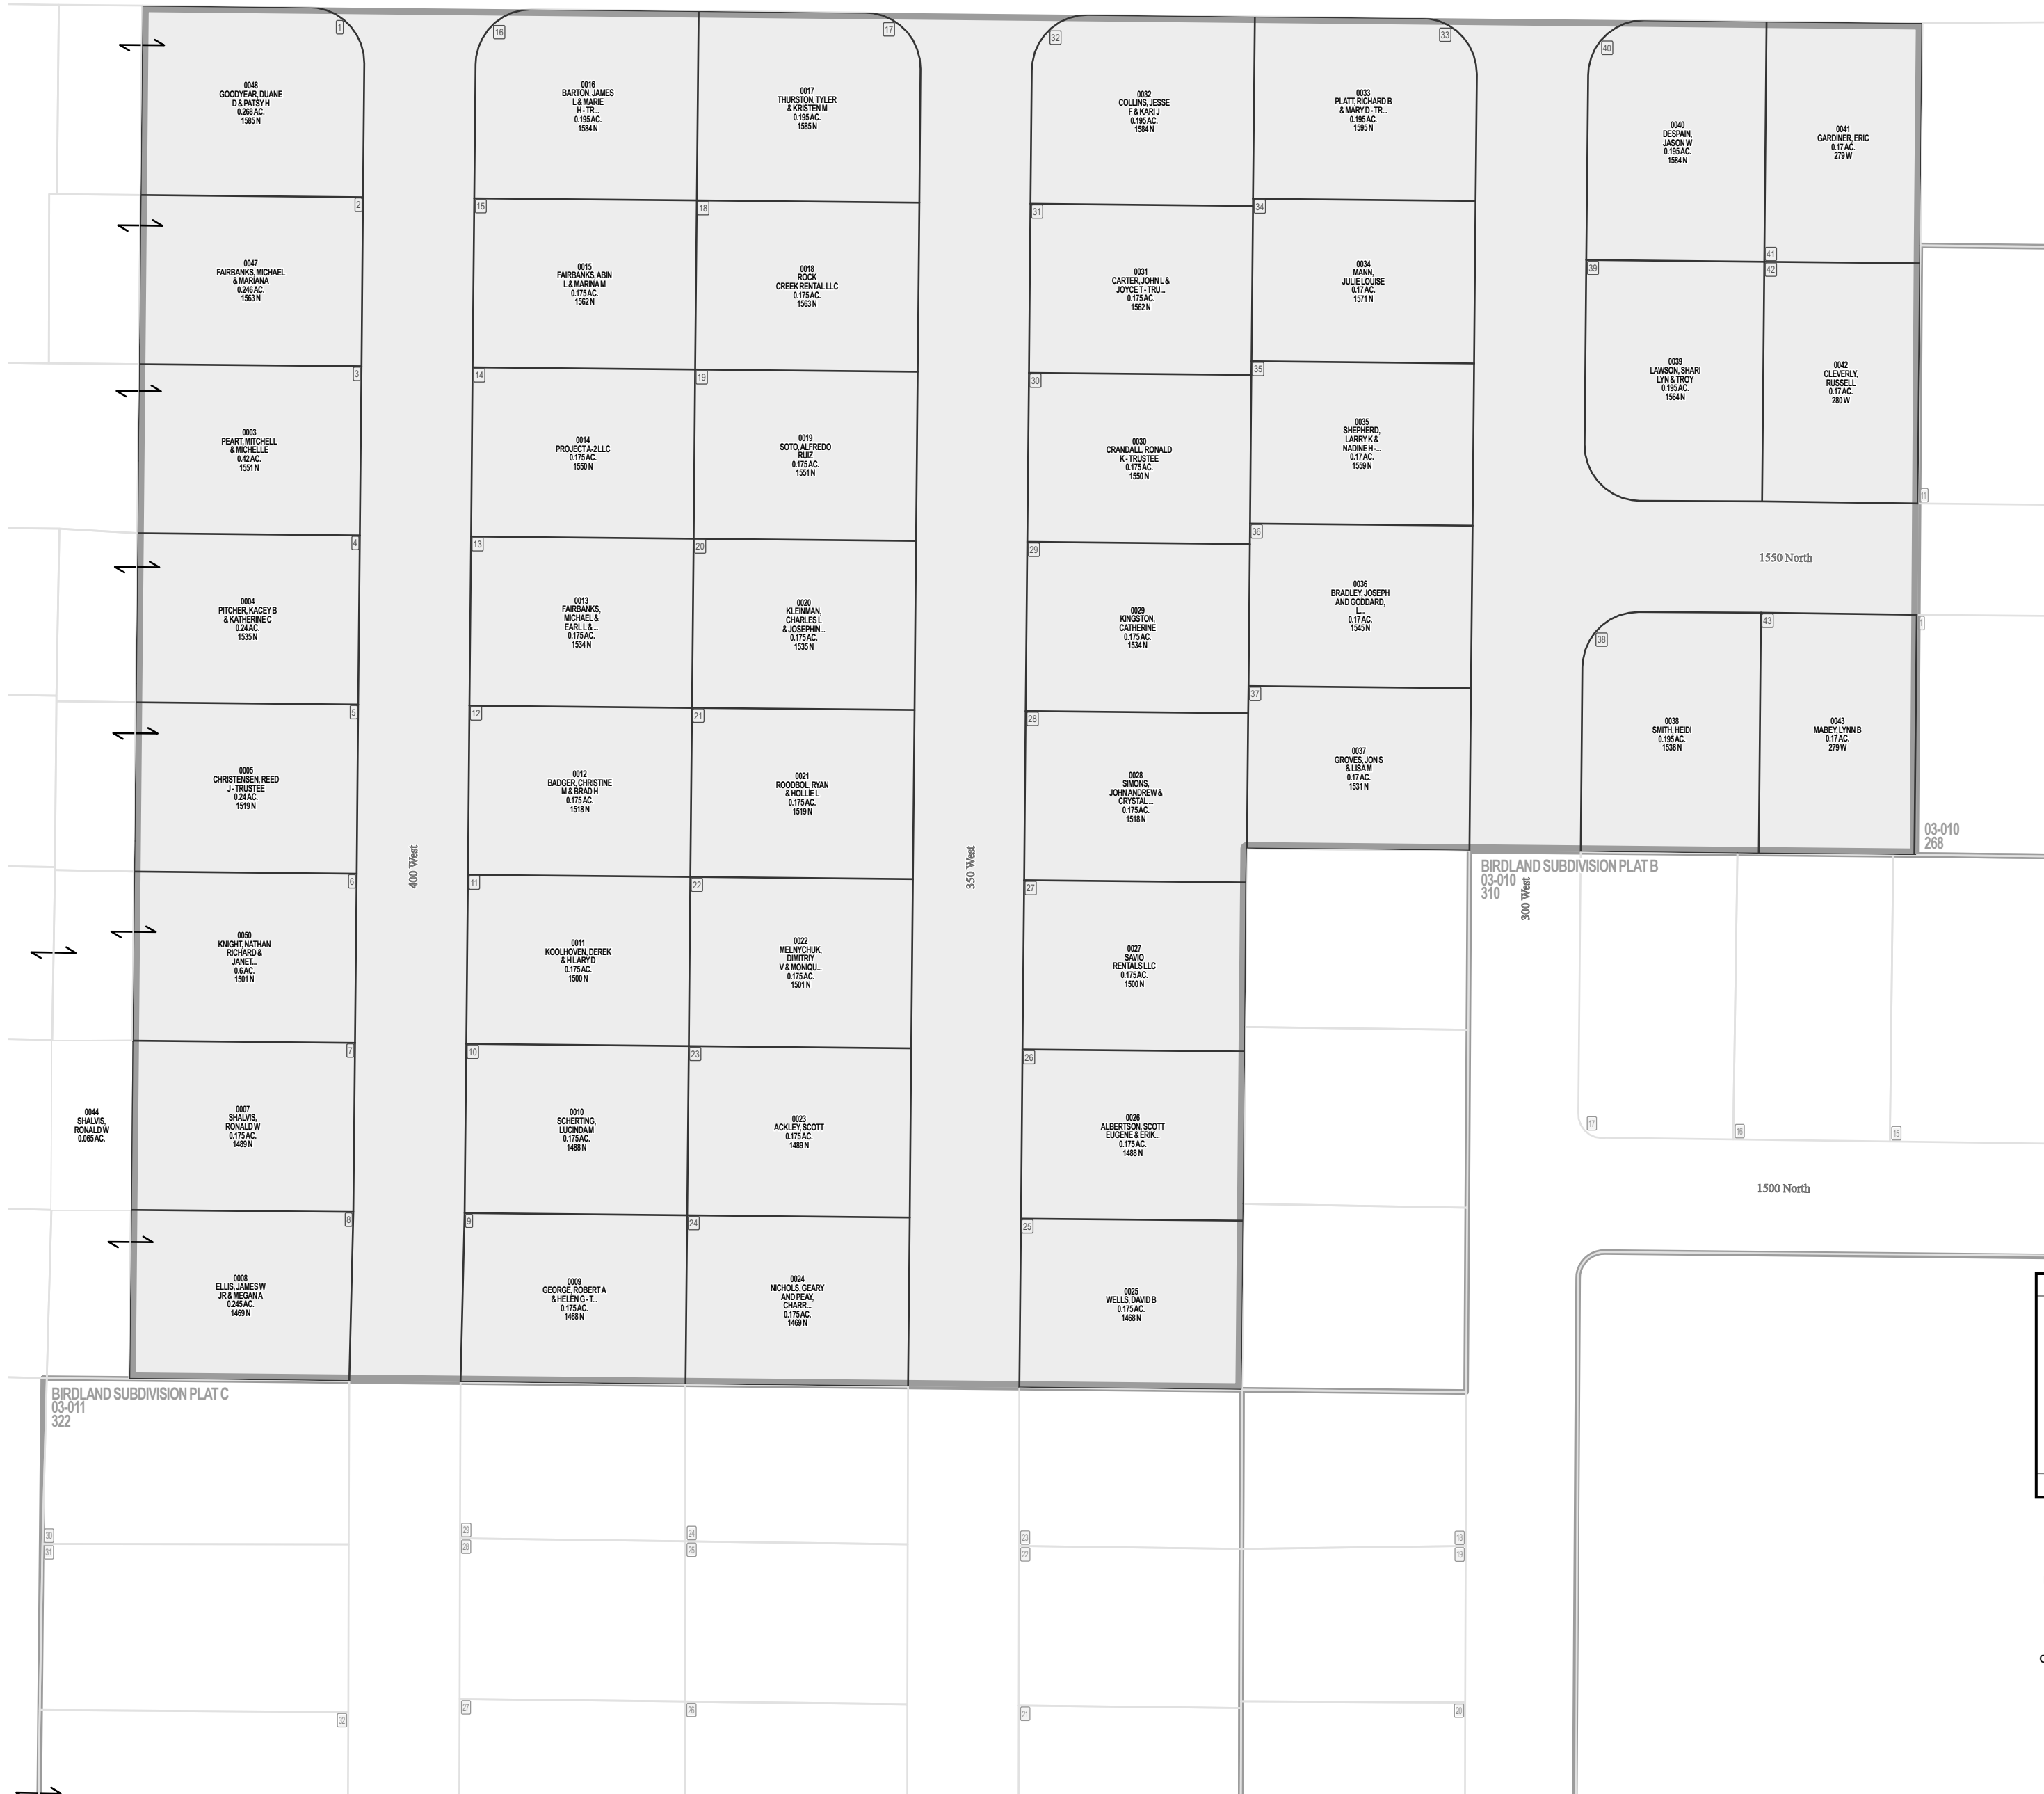 1
0048
GOODYEAR, DUANE
D & PATSY H
0.268 AC.
1585 N
16
0016
BARTON, JAMES
L & MARIE
H - TR...
0.195 AC.
1584 N
17
0017
THURSTON, TYLER
& KRISTEN M
0.195 AC.
1585 N
32
0032
COLLINS, JESSE
F & KARI J
0.195 AC.
1584 N
33
0033
PLATT, RICHARD B
& MARY D - TR...
0.195 AC.
1595 N
40
0040
DESPAIN,
JASON W
0.195 AC.
1584 N
0041
GARDINER, ERIC
0.17 AC.
279 W
41
2
0047
FAIRBANKS, MICHAEL
& MARIANA
0.246 AC.
1563 N
15
0015
FAIRBANKS, ABIN
L & MARINA M
0.175 AC.
1562 N
18
0018
ROCK
CREEK RENTAL LLC
0.175 AC.
1563 N
31
0031
CARTER, JOHN L &
JOYCE T - TRU...
0.175 AC.
1562 N
34
0034
MANN,
JULIE LOUISE
0.17 AC.
1571 N
39
0039
LAWSON, SHARI
LYN & TROY
0.195 AC.
1564 N
42
0042
CLEVERLY,
RUSSELL
0.17 AC.
280 W
11
3
0003
PEART, MITCHELL
& MICHELLE
0.42 AC.
1551 N
14
0014
PROJECT A-2 LLC
0.175 AC.
1550 N
19
0019
SOTO, ALFREDO
RUIZ
0.175 AC.
1551 N
30
0030
CRANDALL, RONALD
K - TRUSTEE
0.175 AC.
1550 N
35
0035
SHEPHERD,
LARRY K &
NADINE H -...
0.17 AC.
1559 N
1550 North
4
0004
PITCHER, KACEY B
& KATHERINE C
0.24 AC.
1535 N
13
0013
FAIRBANKS,
MICHAEL &
EARL L & ...
0.175 AC.
1534 N
20
0020
KLEINMAN,
CHARLES L
& JOSEPHIN...
0.175 AC.
1535 N
29
0029
KINGSTON,
CATHERINE
0.175 AC.
1534 N
36
0036
BRADLEY, JOSEPH
AND GODDARD,
L...
0.17 AC.
1545 N
38
0038
SMITH, HEIDI
0.195 AC.
1536 N
43
0043
MABEY, LYNN B
0.17 AC.
279 W
1
5
0005
CHRISTENSEN, REED
J - TRUSTEE
0.24 AC.
1519 N
12
0012
BADGER, CHRISTINE
M & BRAD H
0.175 AC.
1518 N
21
0021
ROODBOL, RYAN
& HOLLIE L
0.175 AC.
1519 N
28
0028
SIMONS,
JOHN ANDREW &
CRYSTAL ...
0.175 AC.
1518 N
37
0037
GROVES, JON S
& LISA M
0.17 AC.
1531 N
03-010
268
400 West
350 West
BIRDLAND SUBDIVISION PLAT B
03-010
310
300 West
6
0050
KNIGHT, NATHAN
RICHARD &
JANET...
0.6 AC.
1501 N
11
0011
KOOLHOVEN, DEREK
& HILARY D
0.175 AC.
1500 N
22
0022
MELNYCHUK,
DIMITRIY
V & MONIQU...
0.175 AC.
1501 N
27
0027
SAVIO
RENTALS LLC
0.175 AC.
1500 N
0044
SHALVIS,
RONALD W
0.065 AC.
7
0007
SHALVIS,
RONALD W
0.175 AC.
1489 N
10
0010
SCHERTING,
LUCINDA M
0.175 AC.
1488 N
23
0023
ACKLEY, SCOTT
0.175 AC.
1489 N
26
0026
ALBERTSON, SCOTT
EUGENE & ERIK...
0.175 AC.
1488 N
17
16
15
1500 North
8
0008
ELLIS, JAMES W
JR & MEGAN A
0.245 AC.
1469 N
9
0009
GEORGE, ROBERT A
& HELEN G - T...
0.175 AC.
1468 N
24
0024
NICHOLS, GEARY
AND PEAY,
CHARR...
0.175 AC.
1469 N
25
0025
WELLS, DAVID B
0.175 AC.
1468 N
BIRDLAND SUBDIVISION PLAT C
03-011
322
30
31
29
28
24
25
23
22
18
19
32
27
26
21
20